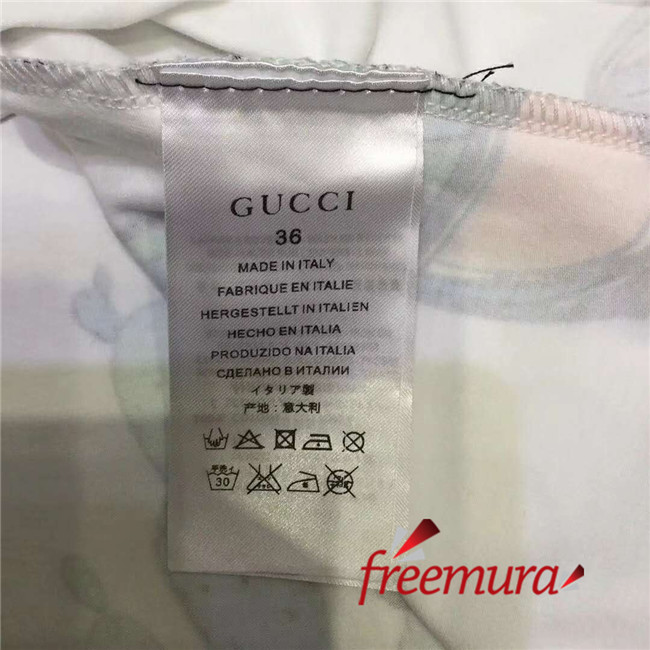 GUCCI
36
MADE IN ITALY
FABRIQUE EN ITALIE
HERGESTELLT IN ITALIEN
HECHO EN ITALIA
PRODUZIDO NA ITALIA
СДЕЛАНО В ИТАЛИИ
イタリア製
产地:意大利
30
freemura